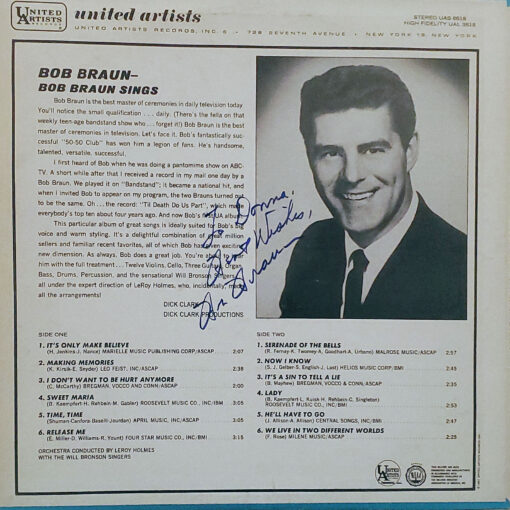 UNITED
ARTISTS
RECORDS
united artists
UNITED ARTISTS RECORDS, INC. • 729 SEVENTH AVENUE • NEW YORK 19, NEW YORK
STEREO UAS 6518
HIGH FIDELITY UAL 3518
BOB BRAUN—
BOB BRAUN SINGS
Bob Braun is the best master of ceremonies in daily television today
You'll notice the small qualification . . . daily. (There's the fella on that
weekly teen-age bandstand show who . . . forget it!) Bob Braun is the best
master of ceremonies in television. Let's face it. Bob's fantastically suc-
cessful "50-50 Club" has won him a legion of fans. He's handsome,
talented, versatile, successful.
I first heard of Bob when he was doing a pantomime show on ABC-
TV. A short while after that I received a record in my mail one day by a
Bob Braun. We played it on "Bandstand"; it became a national hit, and
when I invited Bob to appear on my program, the two Brauns turned out
to be the same. Oh . . . the record: "Til Death Do Us Part", which made
everybody's top ten about four years ago. And now Bob's first UA album.
This particular album of great songs is ideally suited for Bob's big
voice and warm styling. It's a delightful combination of great million
sellers and familiar recent favorites, all of which Bob has given exciting
new dimension. As always, Bob does a great job. You're able to hear
him with the full treatment . . . Twelve Violins, Cello, Three Guitars, Organ,
Bass, Drums, Percussion, and the sensational Will Bronson Singers,
all under the expert direction of LeRoy Holmes, who, incidentally, made
all the arrangements!
DICK CLARK
DICK CLARK PRODUCTIONS
To Donna,
Best Wishes,
Bob Braun
SIDE ONE
1. IT'S ONLY MAKE BELIEVE
(H. Jenkins-J. Nance) MARIELLE MUSIC PUBLISHING CORP/ASCAP 2:07
2. MAKING MEMORIES
(K. Kirsik-E. Snyder) LEO FEIST, INC/ASCAP 2:38
3. I DON'T WANT TO BE HURT ANYMORE
(C. McCarthy) BREGMAN, VOCCO AND CONN/ASCAP 2:00
4. SWEET MARIA
(B. Kaempfert-H. Rehbein-M. Gabler) ROOSEVELT MUSIC CO., INC-IBM
5. TIME, TIME
(Shuman-Canfora-Baselli-Jourdan) APRIL MUSIC, INC/ASCAP 3:05
6. RELEASE ME
(E. Miller-D. Williams-R. Yount) FOUR STAR MUSIC CO., INC/BMI 3:15
ORCHESTRA CONDUCTED BY LEROY HOLMES
WITH THE WILL BRONSON SINGERS
SIDE TWO
1. SERENADE OF THE BELLS
(R. Fernay-K. Twomey-A. Goodhart-A. Urbano) MALROSE MUSIC/ASCAP 2:57
2. NOW I KNOW
(S. J. Gelber-S. English-J. Last) HELIOS MUSIC CORP/BMI 2:45
3. IT'S A SIN TO TELL A LIE
(B. Mayhew) BREGMAN, VOCCO & CONN,ASCAP 2:35
4. LADY
(B. Kaempfert-L. Kusik-H. Rehbein-C. Singleton)
ROOSEVELT MUSIC CO., INC/BMI 2:53
5. HE'LL HAVE TO GO
(J. Allison-A. Allison) CENTRAL SONGS, INC/BMI 2:47
6. WE LIVE IN TWO DIFFERENT WORLDS
(F. Rose) MILENE MUSIC/ASCAP 2:25
UNITED
ARTISTS